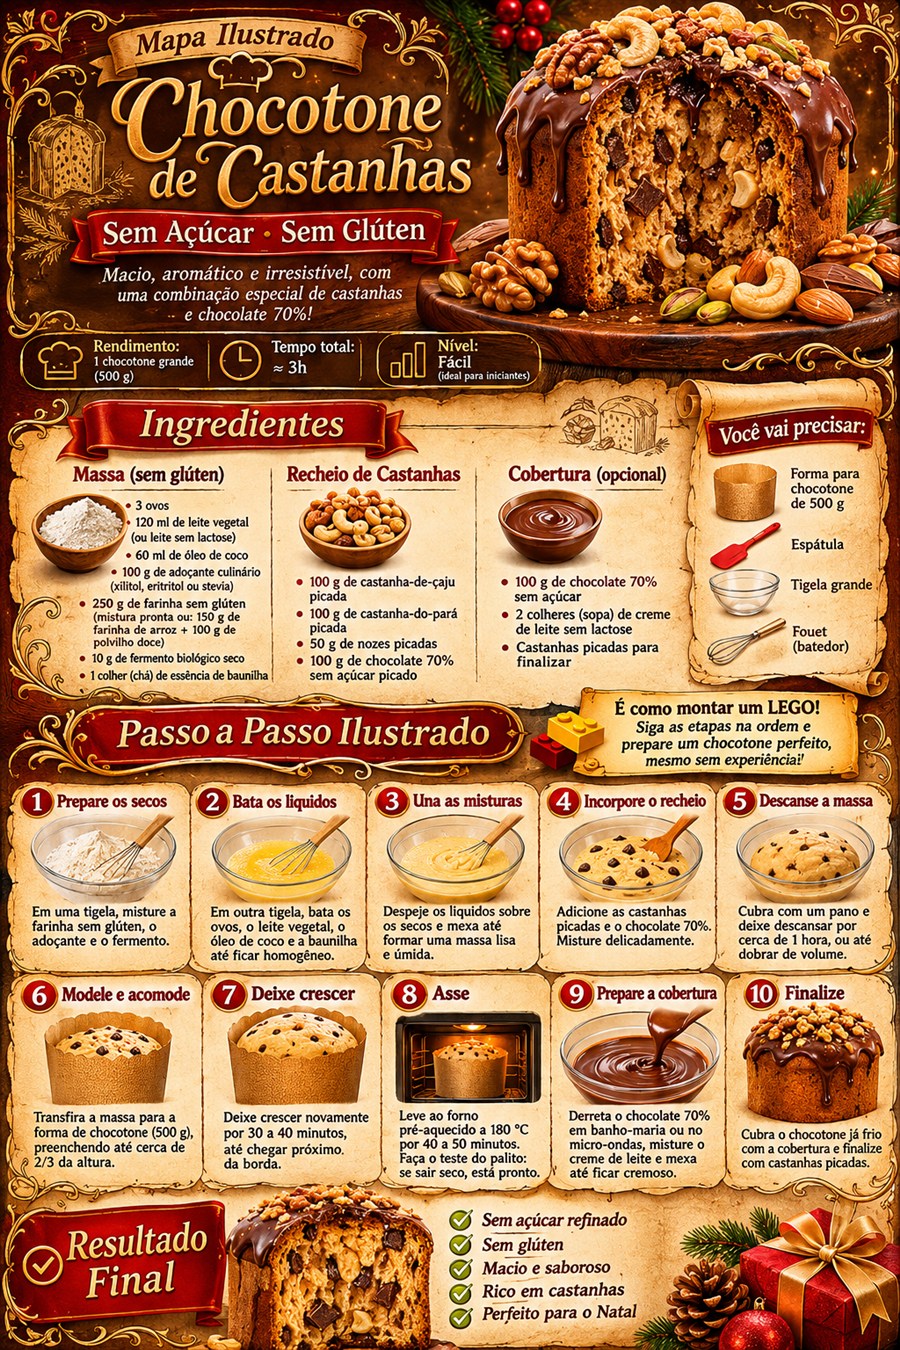 Mapa Ilustrado
Chocotone
de Castanhas
Sem Açúcar · Sem Glúten
Macio, aromático e irresistível, com
uma combinação especial de castanhas
e chocolate 70%!
Rendimento:
1 chocotone grande
(500 g)
Tempo total:
≈ 3h
Nível:
Fácil
(ideal para iniciantes)
Ingredientes
Massa (sem glúten)
• 3 ovos
• 120 ml de leite vegetal
(ou leite sem lactose)
• 60 ml de óleo de coco
• 100 g de adoçante culinário
(xilitol, eritritol ou stevia)
• 250 g de farinha sem glúten
(mistura pronta ou: 150 g de
farinha de arroz + 100 g de
polvilho doce)
• 10 g de fermento biológico seco
• 1 colher (chá) de essência de baunilha
Recheio de Castanhas
• 100 g de castanha-de-çaju
picada
• 100 g de castanha-do-pará
picada
• 50 g de nozes picadas
• 100 g de chocolate 70%
sem açúcar picado
Cobertura (opcional)
• 100 g de chocolate 70%
sem açúcar
• 2 colheres (sopa) de creme
de leite sem lactose
• Castanhas picadas para
finalizar
Você vai precisar:
Forma para
chocotone
de 500 g
Espátula
Tigela grande
Fouet
(batedor)
Passo a Passo Ilustrado
É como montar um LEGO!
Siga as etapas na ordem e
prepare um chocotone perfeito,
mesmo sem experiência!
1 Prepare os secos
Em uma tigela, misture a
farinha sem glúten, o
adoçante e o fermento.
2 Bata os liquidos
Em outra tigela, bata os
ovos, o leite vegetal, o
óleo de coco e a baunilha
até ficar homogêneo.
3 Una as misturas
Despeje os liquidos sobre
os secos e mexa até
formar uma massa lisa
e úmida.
4 Incorpore o recheio
Adicione as castanhas
picadas e o chocolate 70%.
Misture delicadamente.
5 Descanse a massa
Cubra com um pano e
deixe descansar por
cerca de 1 hora, ou até
dobrar de volume.
6 Modele e acomode
Transfira a massa para a
forma de chocotone (500 g),
preenchendo até cerca de
2/3 da altura.
7 Deixe crescer
Deixe crescer novamente
por 30 a 40 minutos,
até chegar próximo.
da borda.
8 Asse
Leve ao forno
pré-aquecido a 180 °C
por 40 a 50 minutos.
Faça o teste do palito:
se sair seco, está pronto.
9 Prepare a cobertura
Derreta o chocolate 70%
em banho-maria ou no
micro-ondas, misture o
creme de leite e mexa
até ficar cremoso.
10 Finalize
Cubra o chocotone já frio
com a cobertura e finalize
com castanhas picadas.
Resultado
Final
Sem açúcar refinado
Sem glúten
Macio e saboroso
Rico em castanhas
Perfeito para o Natal